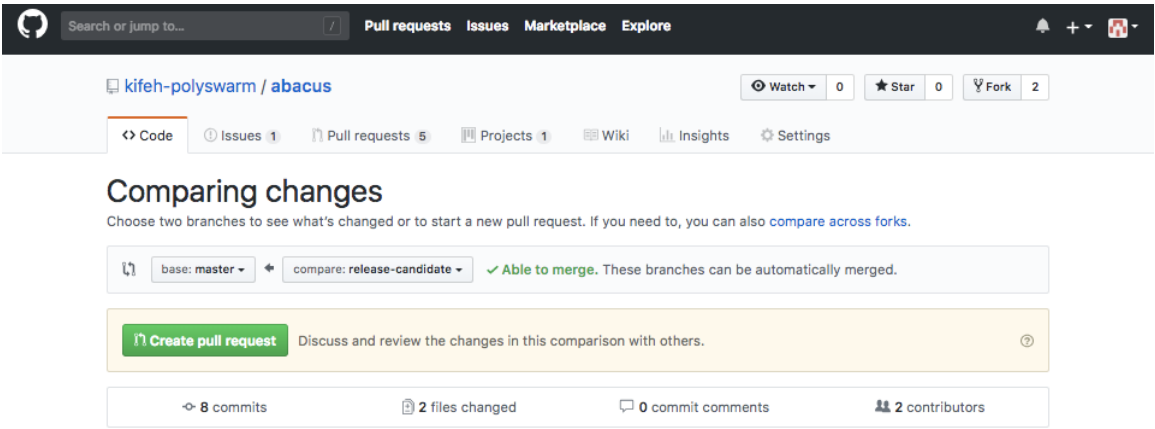 Search or jump to... / Pull requests Issues Marketplace Explore
kifeh-polyswarm / abacus Watch 0 Star 0 Fork 2
Code Issues 1 Pull requests 5 Projects 1 Wiki Insights Settings
Comparing changes
Choose two branches to see what's changed or to start a new pull request. If you need to, you can also compare across forks.
base: master compare: release-candidate Able to merge. These branches can be automatically merged.
Create pull request Discuss and review the changes in this comparison with others.
8 commits 2 files changed 0 commit comments 2 contributors